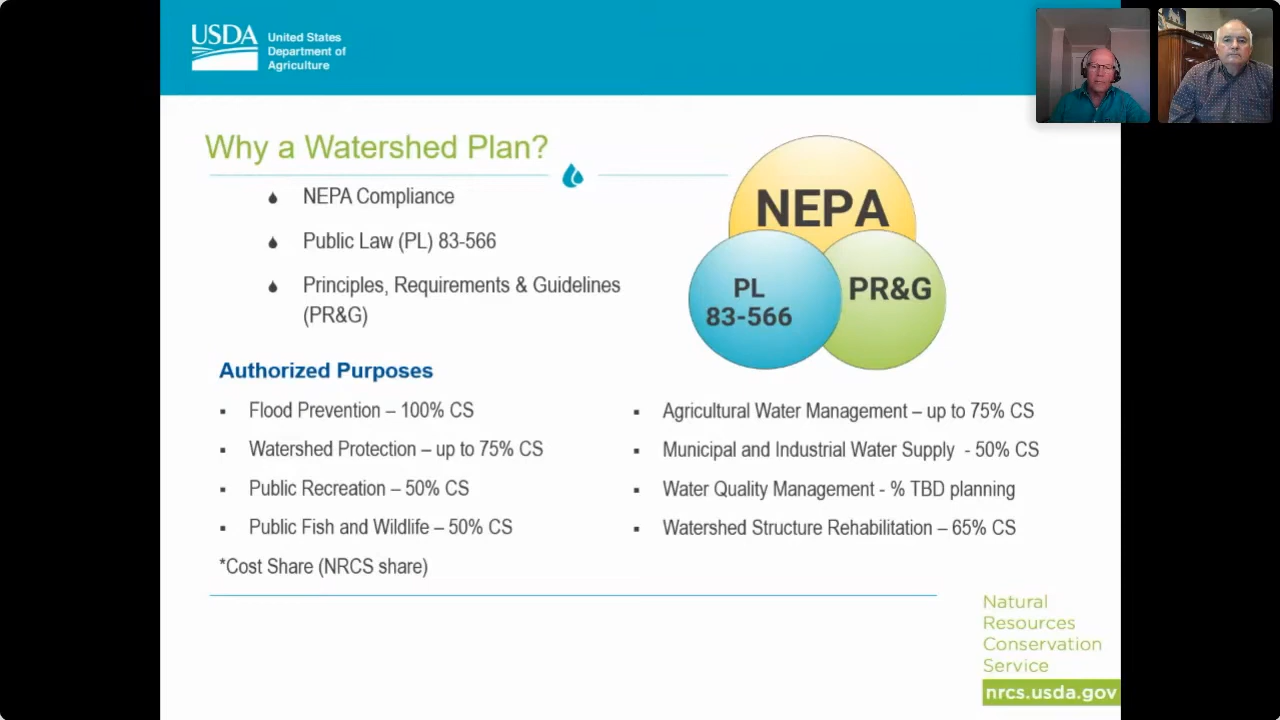 USDA
United States
Department of
Agriculture
Why a Watershed Plan?
NEPA Compliance
Public Law (PL) 83-566
Principles, Requirements & Guidelines
(PR&G)
NEPA
PL
83-566
PR&G
Authorized Purposes
Flood Prevention – 100% CS
Watershed Protection – up to 75% CS
Public Recreation – 50% CS
Public Fish and Wildlife – 50% CS
*Cost Share (NRCS share)
Agricultural Water Management – up to 75% CS
Municipal and Industrial Water Supply - 50% CS
Water Quality Management - % TBD planning
Watershed Structure Rehabilitation – 65% CS
Natural
Resources
Conservation
Service
nrcs.usda.gov